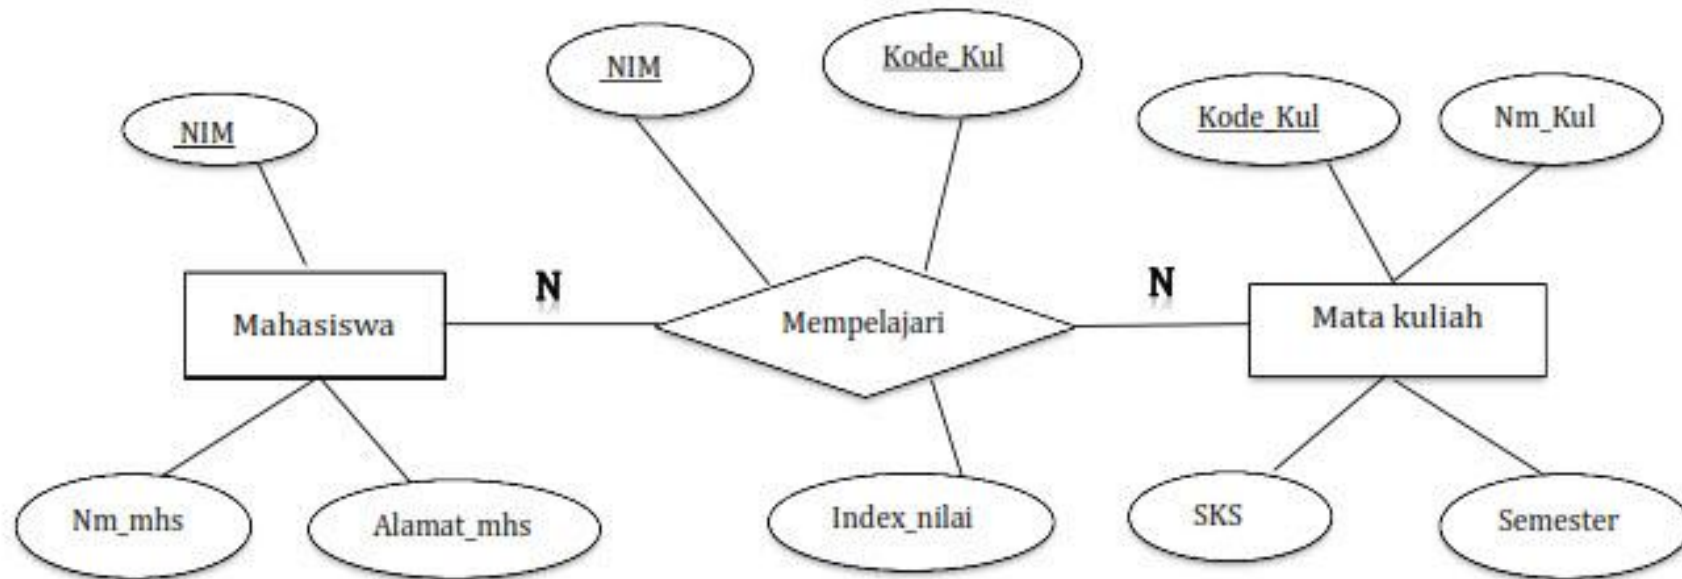 NIM
Kode_Kul
NIM
Kode_Kul
Nm_Kul
N
N
Mahasiswa
Mempelajari
Mata kuliah
Nm_mhs
Alamat_mhs
Index_nilai
SKS
Semester